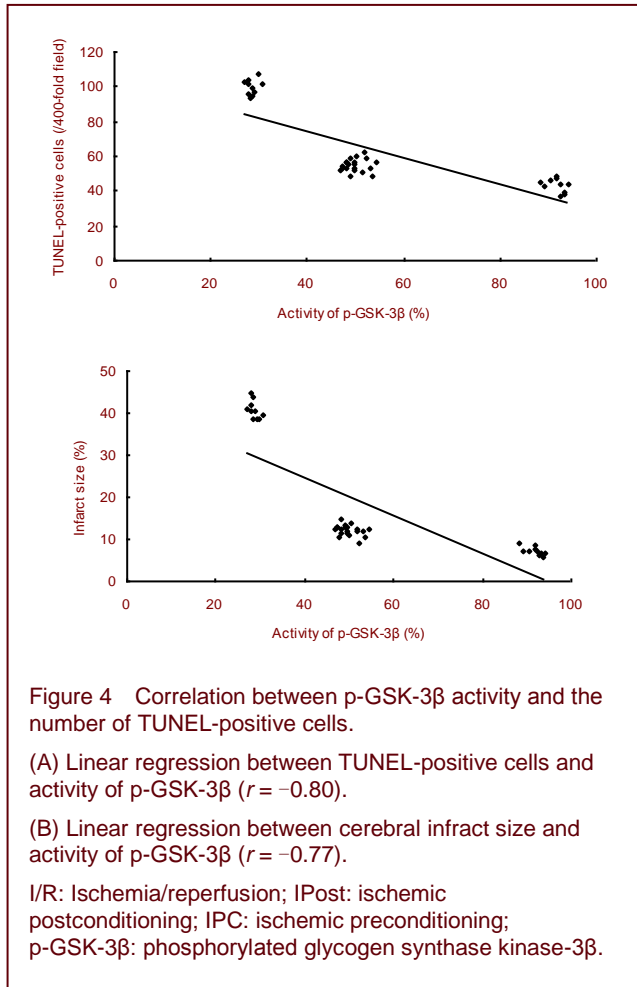 120
100
80
60
40
20
0
TUNEL-positive cells (/400-fold field)
0 20 40 60 80 100
Activity of p-GSK-3β (%)
50
40
30
20
10
0
Infarct size (%)
0 20 40 60 80 100
Activity of p-GSK-3β (%)
Figure 4 Correlation between p-GSK-3β activity and the
number of TUNEL-positive cells.
(A) Linear regression between TUNEL-positive cells and
activity of p-GSK-3β (r = −0.80).
(B) Linear regression between cerebral infract size and
activity of p-GSK-3β (r = −0.77).
I/R: Ischemia/reperfusion; IPost: ischemic
postconditioning; IPC: ischemic preconditioning;
p-GSK-3β: phosphorylated glycogen synthase kinase-3β.